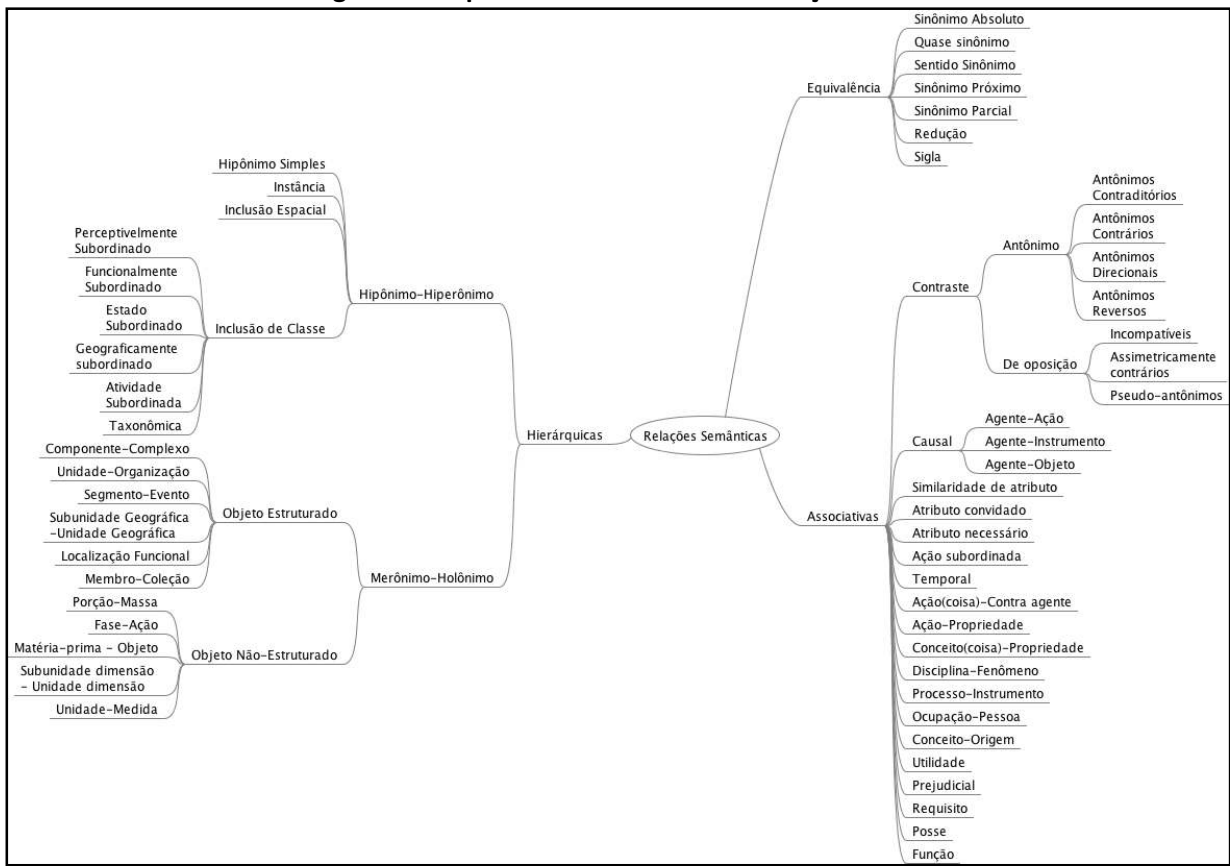 Sinônimo Absoluto
Quase sinônimo
Sentido Sinônimo
Equivalência
Sinônimo Próximo
Sinônimo Parcial
Redução
Sigla
Hipônimo Simples
Instância
Inclusão Espacial
Perceptivelmente
Subordinado
Funcionalmente
Subordinado
Hipônimo-Hiperônimo
Estado
Subordinado
Inclusão de Classe
Geograficamente
subordinado
Atividade
Subordinada
Taxonômica
Hierárquicas
Relações Semânticas
Componente-Complexo
Unidade-Organização
Segmento-Evento
Objeto Estruturado
Subunidade Geográfica
-Unidade Geográfica
Localização Funcional
Membro-Coleção
Merônimo-Holônimo
Porção-Massa
Fase-Ação
Matéria-prima - Objeto
Objeto Não-Estruturado
Subunidade dimensão
- Unidade dimensão
Unidade-Medida
Antônimos
Contraditórios
Antônimos
Contrários
Antônimo
Antônimos
Direcionais
Contraste
Antônimos
Reversos
Incompatíveis
De oposição
Assimetricamente
contrários
Pseudo-antônimos
Agente-Ação
Causal
Agente-Instrumento
Agente-Objeto
Similaridade de atributo
Atributo convidado
Associativas
Atributo necessário
Ação subordinada
Temporal
Ação(coisa)-Contra agente
Ação-Propriedade
Conceito(coisa)-Propriedade
Disciplina-Fenômeno
Processo-Instrumento
Ocupação-Pessoa
Conceito-Origem
Utilidade
Prejudicial
Requisito
Posse
Função